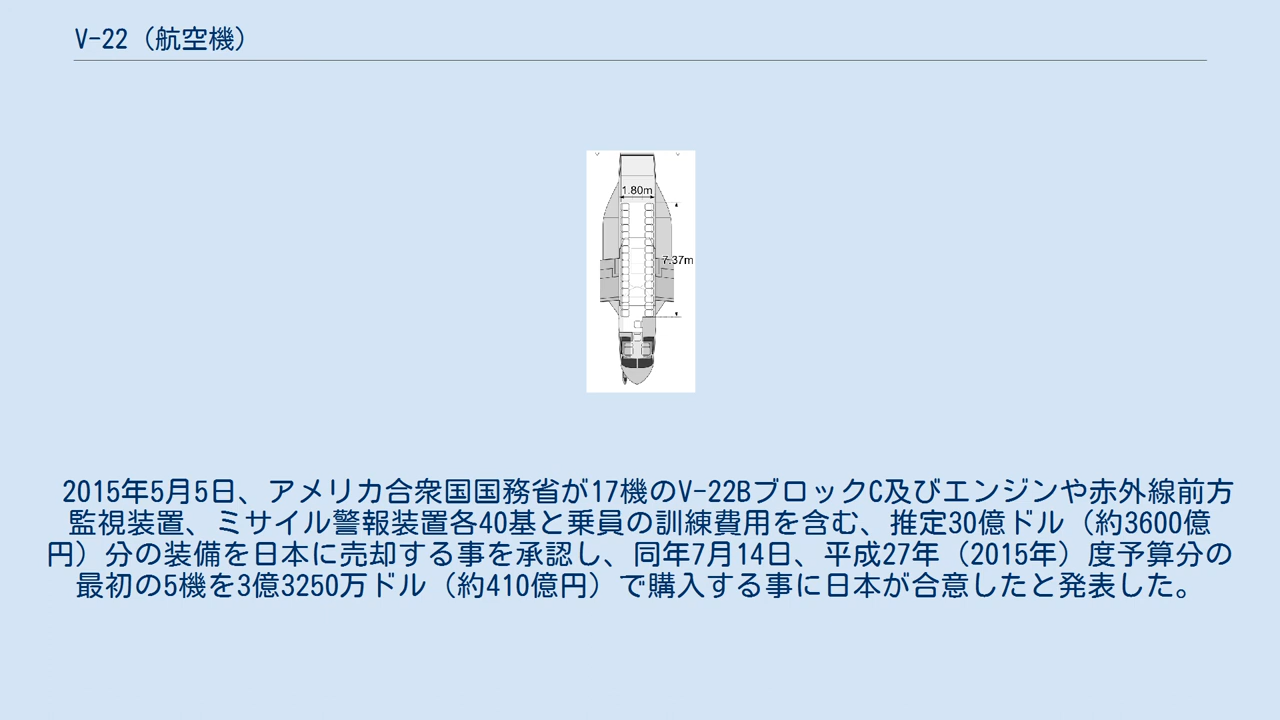 V-22（航空機）
1.80m
7.37m
2015年5月5日、アメリカ合衆国国務省が17機のV-22BブロックC及びエンジンや赤外線前方
監視装置、ミサイル警報装置各40基と乗員の訓練費用を含む、推定30億ドル（約3600億
円）分の装備を日本に売却する事を承認し、同年7月14日、平成27年（2015年）度予算分の
最初の5機を3億3250万ドル（約410億円）で購入する事に日本が合意したと発表した。